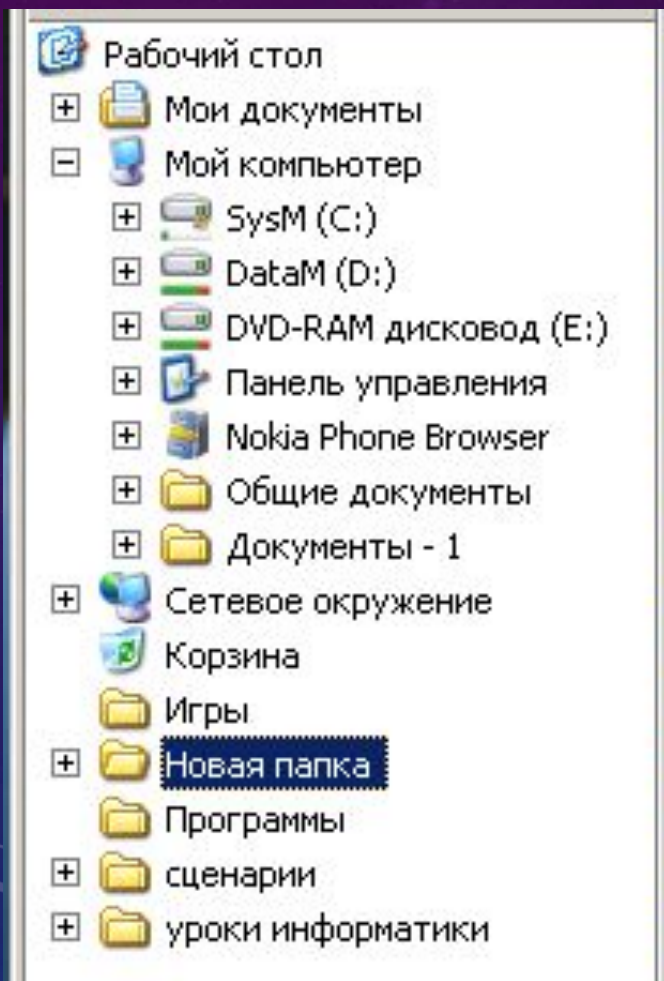 Рабочий стол
Мои документы
Мой компьютер
SysM (C:)
DataM (D:)
DVD-RAM дисковод (E:)
Панель управления
Nokia Phone Browser
Общие документы
Документы - 1
Сетевое окружение
Корзина
Игры
Новая папка
Программы
сценарии
уроки информатики